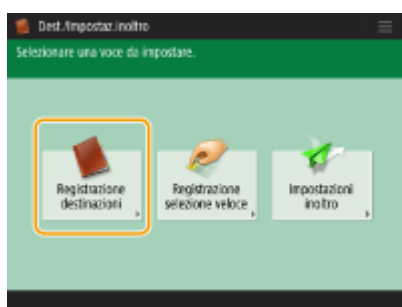 Dest./Impostaz.Inoltro
Selezionare una voce da impostare.
Registrazione
destinazioni
Registrazione
selezione veloce
Impostazioni
inoltro